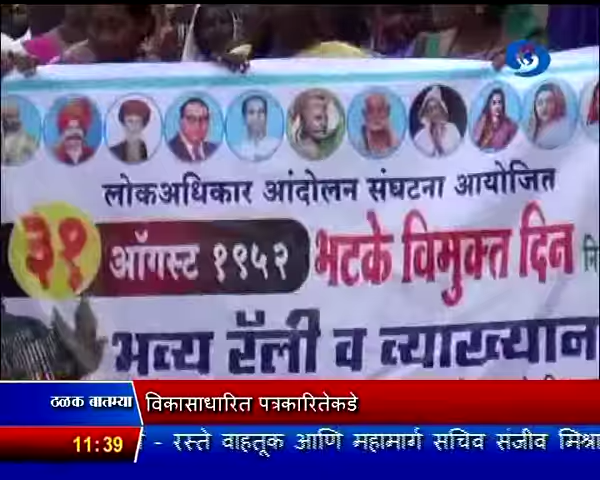 लोकअधिकार आंदोलन संघटना आयोजित
३१ ऑगस्ट १९५२ भटके विमुक्त दिन नि
भव्य रॅली व व्याख्यान
ठळक बातम्या
विकासाधारित पत्रकारितेकडे
11:39
- रस्ते वाहतूक आणि महामार्ग सचिव संजीव मिश्रा